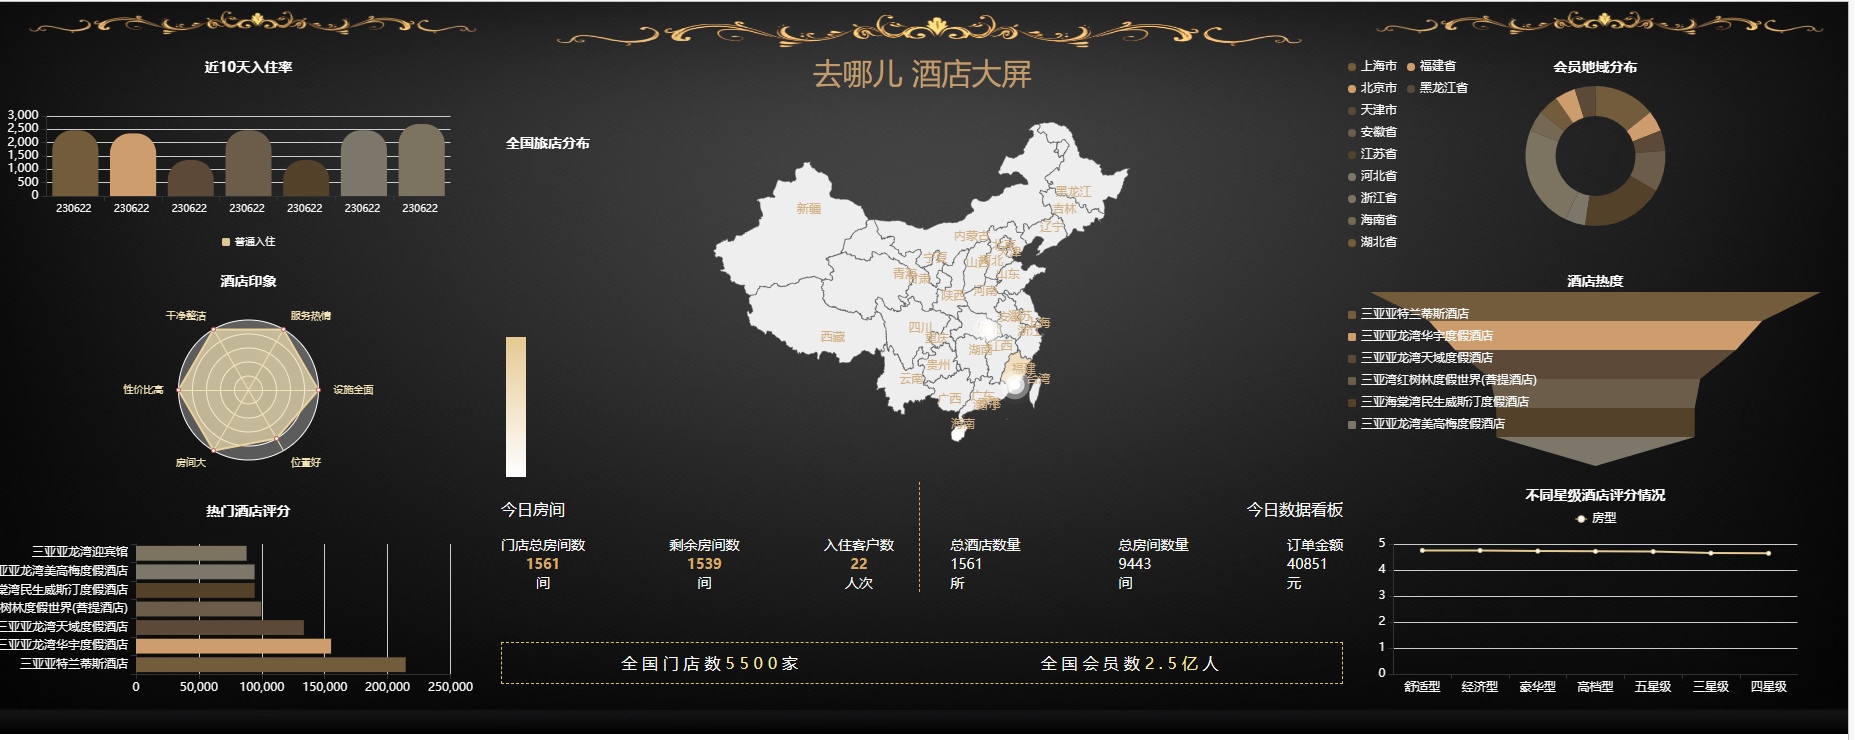 去哪儿 酒店大屏
近10天入住率
3,000
2,500
2,000
1,500
1,000
500
0
230622 230622 230622 230622 230622 230622 230622
普通入住
酒店印象
干净整洁
服务热情
性价比高
设施全面
房间大
位置好
热门酒店评分
三亚亚龙湾迎宾馆
亚龙湾美高梅度假酒店
棠湾民生威斯汀度假酒店
树林度假世界(菩提酒店)
三亚亚龙湾天域度假酒店
三亚亚龙湾华宇度假酒店
三亚亚特兰蒂斯酒店
0 50,000 100,000 150,000 200,000 250,000
全国旅店分布
黑龙江
吉林
辽宁
新疆
内蒙古
宁夏
山西
山东
青海
甘肃
陕西
河南
西藏
四川
重庆
湖南
江西
贵州
福建
云南
台湾
广西
广东
海南
今日房间
今日数据看板
门店总房间数
1561
间
剩余房间数
1539
间
入住客户数
22
人次
总酒店数量
1561
所
总房间数量
9443
间
订单金额
40851
元
全国门店数5500家
全国会员数2.5亿人
会员地域分布
上海市
福建省
北京市
黑龙江省
天津市
安徽省
江苏省
河北省
浙江省
海南省
湖北省
酒店热度
三亚亚特兰蒂斯酒店
三亚亚龙湾华宇度假酒店
三亚亚龙湾天域度假酒店
三亚湾红树林度假世界(菩提酒店)
三亚海棠湾民生威斯汀度假酒店
三亚亚龙湾美高梅度假酒店
不同星级酒店评分情况
房型
5
4
3
2
1
0
舒适型 经济型 豪华型 高档型 五星级 三星级 四星级